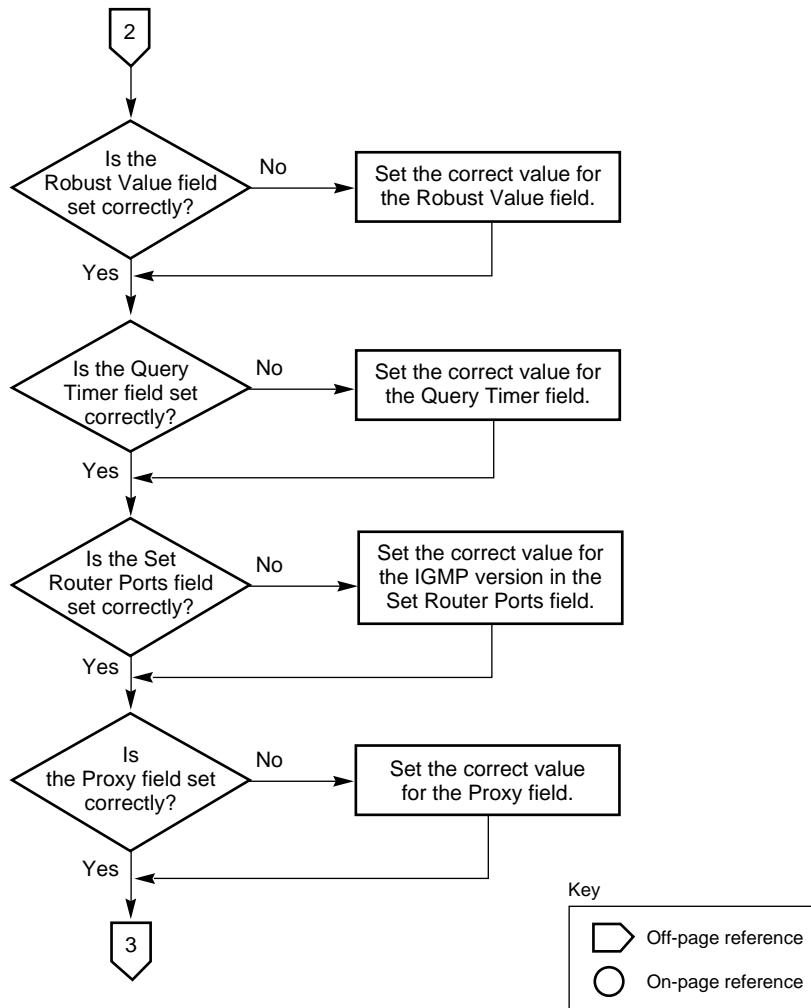 2
Is the
Robust Value field
set correctly?
No
Set the correct value for
the Robust Value field.
Yes
Is the Query
Timer field set
correctly?
No
Set the correct value for
the Query Timer field.
Yes
Is the Set
Router Ports field
set correctly?
No
Set the correct value for
the IGMP version in the
Set Router Ports field.
Yes
Is
the Proxy field set
correctly?
No
Set the correct value
for the Proxy field.
Yes
3
Key
Off-page reference
On-page reference